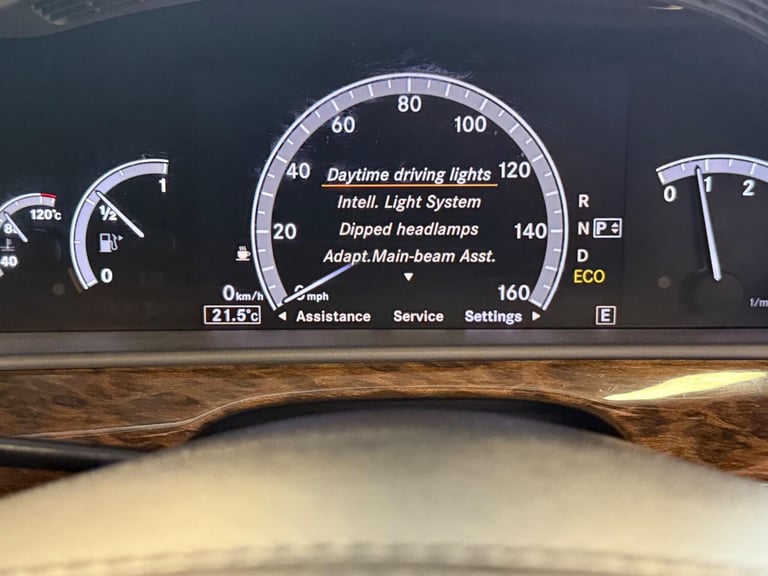 80
60
100
40
Daytime driving lights
120
1
0
1
2
Intell. Light System
R
120°c
½
20
Dipped headlamps
140
N
P
40
Adapt.Main-beam Asst.
D
0
ECO
0km/h
mph
160
21.5°c
Assistance Service Settings
E
1/m